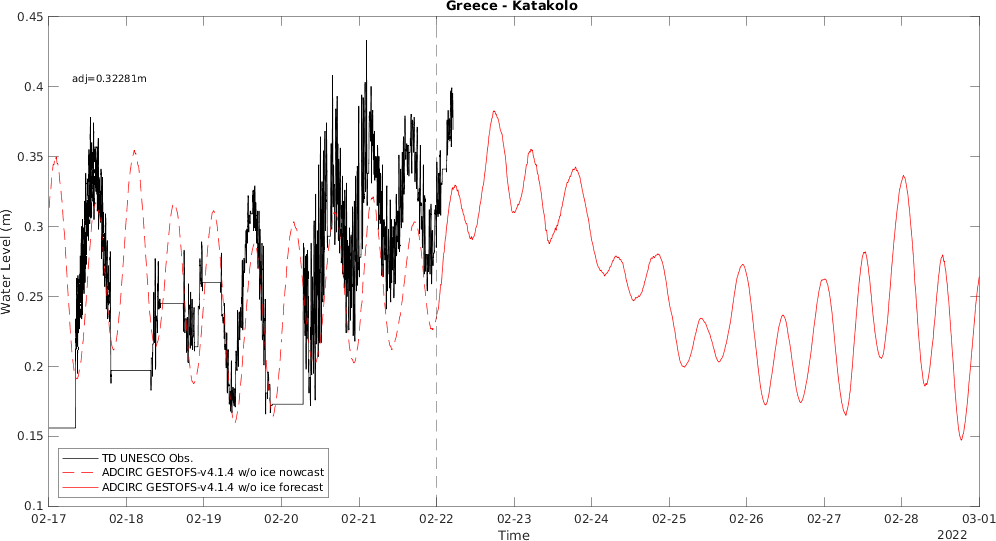 Greece - Katakolo
0.45
0.4
0.35
0.3
0.25
0.2
0.15
0.1
Water Level (m)
adj=0.32281m
TD UNESCO Obs.
ADCIRC GESTOFS-v4.1.4 w/o ice nowcast
ADCIRC GESTOFS-v4.1.4 w/o ice forecast
02-17 02-18 02-19 02-20 02-21 02-22 02-23 02-24 02-25 02-26 02-27 02-28 03-01
Time
2022